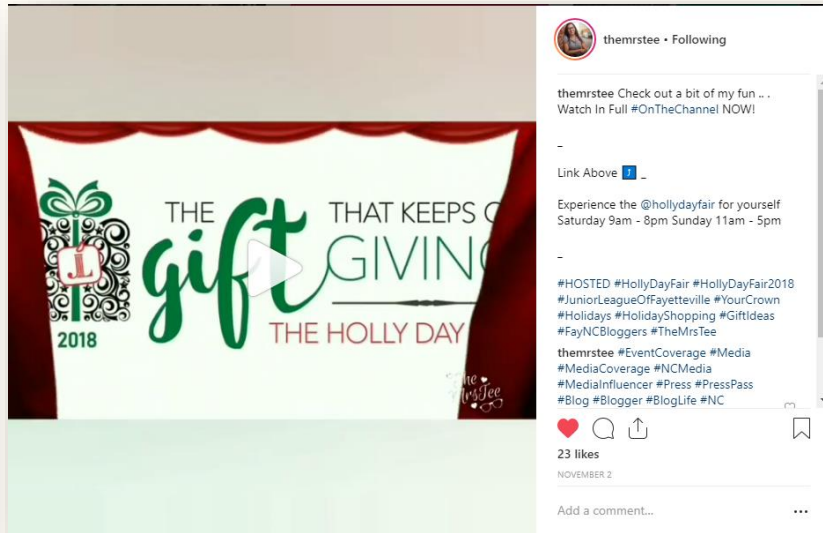 THE gift THAT KEEPS
GIVING
THE HOLLY DAY
JL
2018
The
MrsTee
themrstee • Following
themrstee Check out a bit of my fun .. .
Watch In Full #OnTheChannel NOW!
_
Link Above ⤴ _
Experience the @hollydayfair for yourself
Saturday 9am - 8pm Sunday 11am - 5pm
_
#HOSTED #HollyDayFair #HollyDayFair2018
#JuniorLeagueOfFayetteville #YourCrown
#Holidays #HolidayShopping #GiftIdeas
#FayNCBloggers #TheMrsTee
themrstee #EventCoverage #Media
#MediaCoverage #NCMedia
#MediaInfluencer #Press #PressPass
#Blog #Blogger #BlogLife #NC
23 likes
NOVEMBER 2
Add a comment...